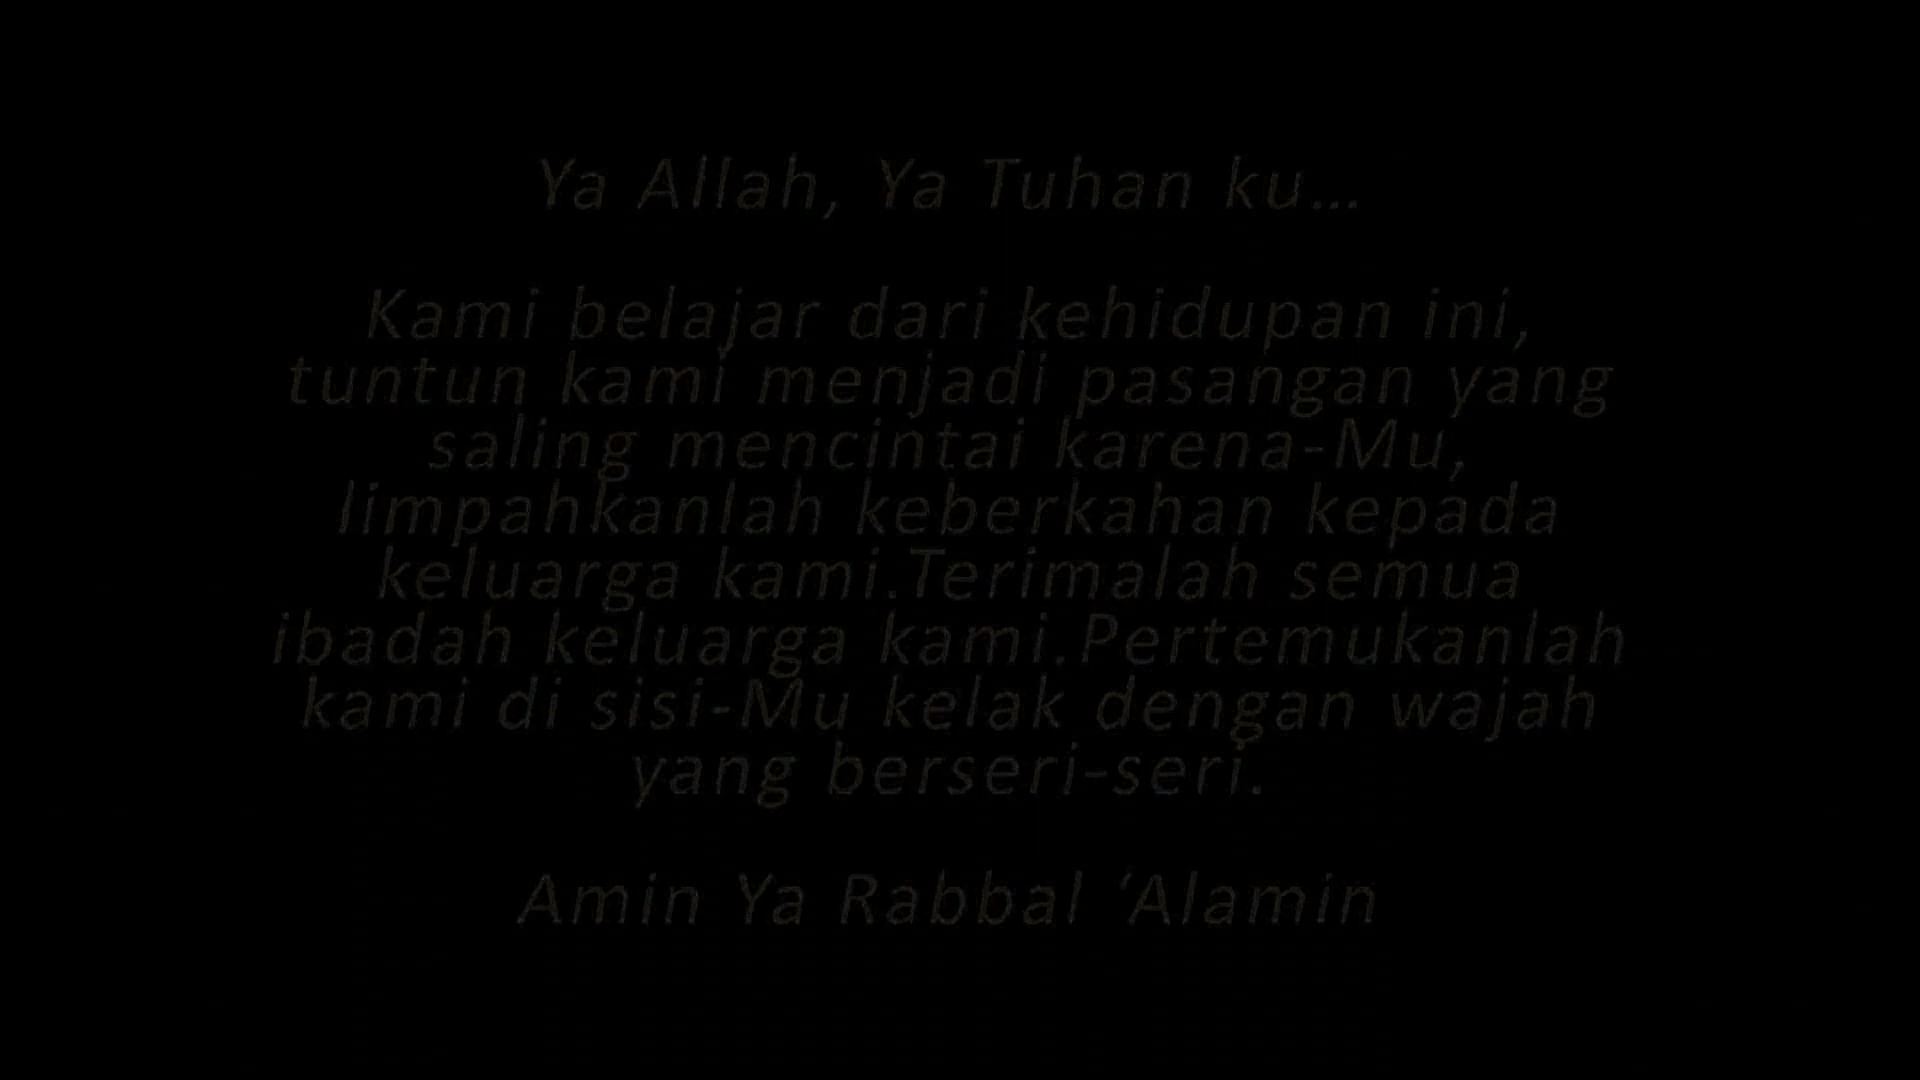 Ya Allah, Ya Tuhan ku...
Kami belajar dari kehidupan ini,
tuntun kami menjadi pasangan yang
saling mencintai karena-Mu,
limpahkanlah keberkahan kepada
keluarga kami.Terimalah semua
ibadah keluarga kami.Pertemukanlah
kami di sisi-Mu kelak dengan wajah
yang berseri-seri.
Amin Ya Rabbal ‘Alamin